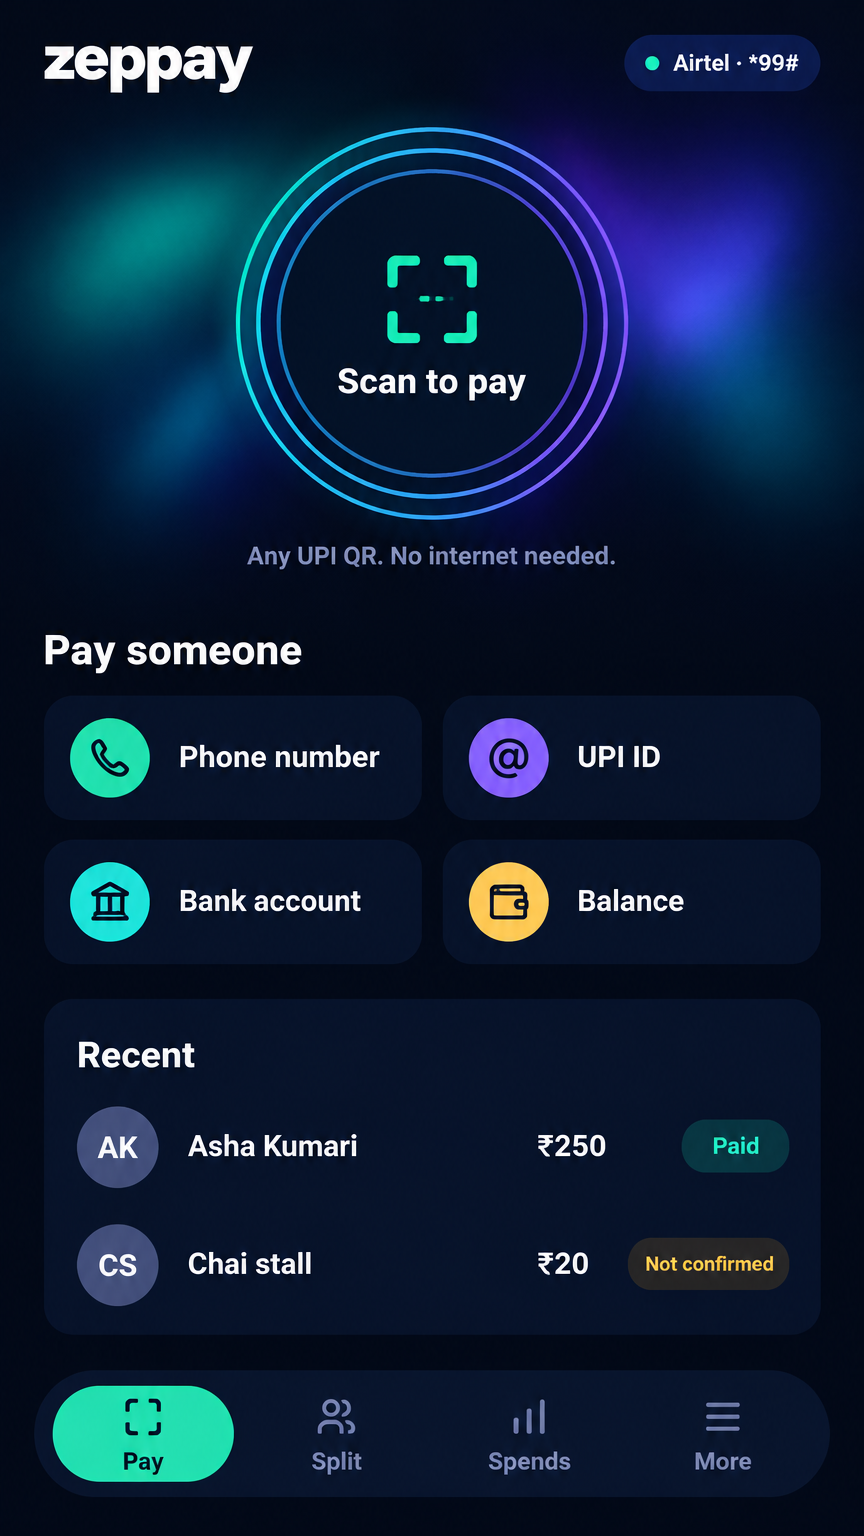 zeppay
Airtel · *99#
Scan to pay
Any UPI QR. No internet needed.
Pay someone
Phone number
@
UPI ID
Bank account
Balance
Recent
AK Asha Kumari ₹250 Paid
CS Chai stall ₹20 Not confirmed
Pay Split Spends More